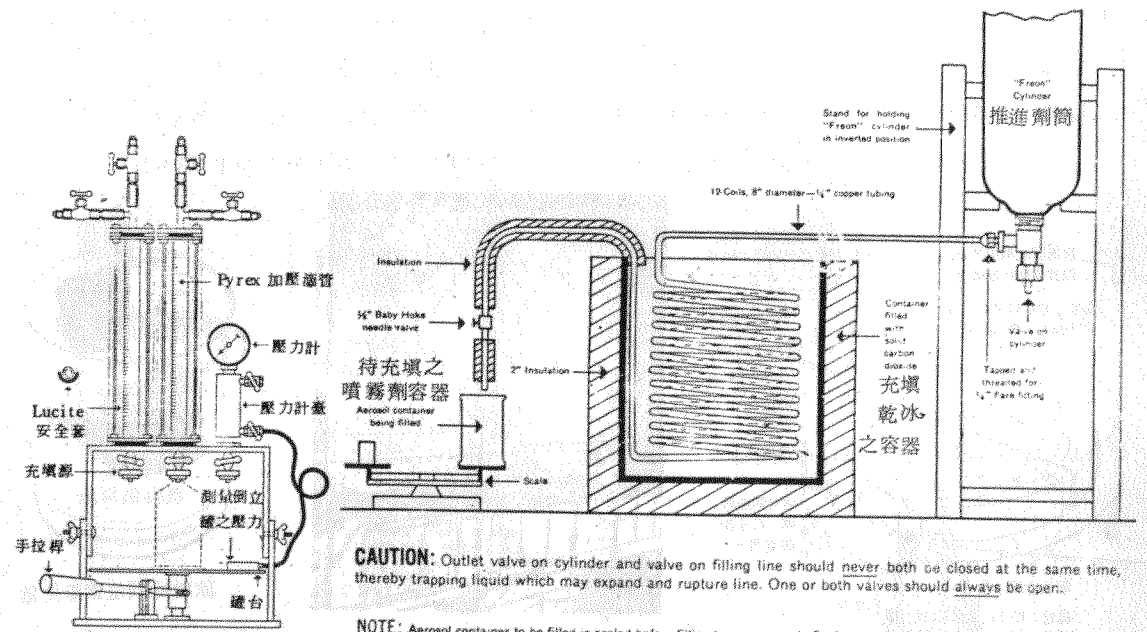 Pyrex 加壓滴管
壓力計
壓力計臺
Lucite
安全套
充填源
測量倒立
罐之壓力
手拉桿
罐台
Insulation
¼" Baby Hoke
needle valve
待充填之
噴霧劑容器
Aerosol container
being filled
Scale
2" Insulation
12 Coils, 8" diameter—¼" copper tubing
Stand for holding
"Freon" cylinder
in inverted position
"Freon"
Cylinder
推進劑筒
Container
filled
with
solid
carbon
dioxide
充填
乾冰
之容器
Valve on
cylinder
Tapped and
threaded for
¼" flare fitting
CAUTION: Outlet valve on cylinder and valve on filling line should never both be closed at the same time,
thereby trapping liquid which may expand and rupture line. One or both valves should always be open.
NOTE: Aerosol container to be filled is